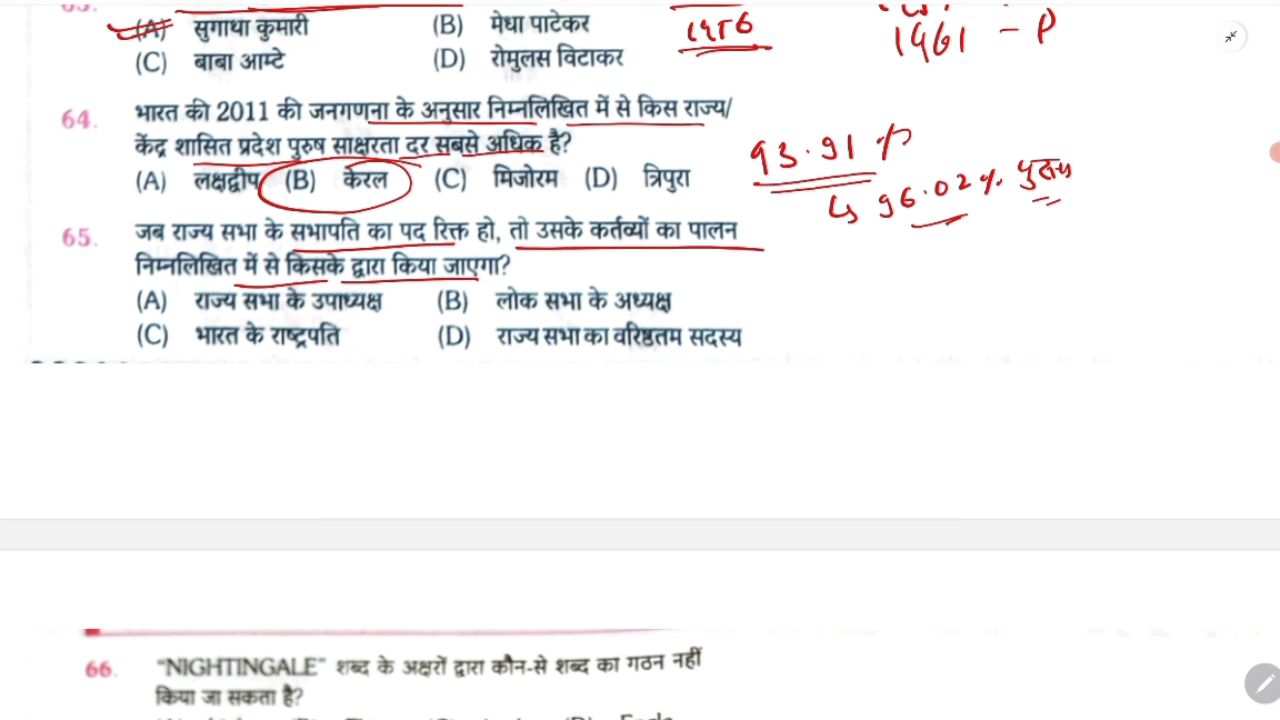 (A) सुगाथा कुमारी (B) मेधा पाटेकर
(C) बाबा आम्टे (D) रोमुलस विटाकर
1961 - P
64. भारत की 2011 की जनगणना के अनुसार निम्नलिखित में से किस राज्य/
केंद्र शासित प्रदेश पुरुष साक्षरता दर सबसे अधिक है?
(A) लक्षद्वीप (B) केरल (C) मिजोरम (D) त्रिपुरा
93.91 %
96.02 %. पुरुष
65. जब राज्य सभा के सभापति का पद रिक्त हो, तो उसके कर्तव्यों का पालन
निम्नलिखित में से किसके द्वारा किया जाएगा?
(A) राज्य सभा के उपाध्यक्ष (B) लोक सभा के अध्यक्ष
(C) भारत के राष्ट्रपति (D) राज्य सभा का वरिष्ठतम सदस्य
66. "NIGHTINGALE" शब्द के अक्षरों द्वारा कौन-से शब्द का गठन नहीं
किया जा सकता है?